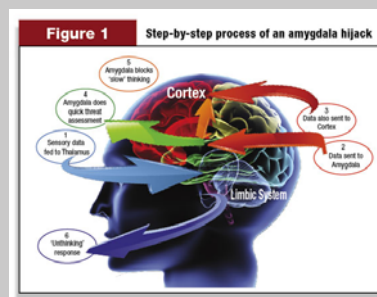 Figure 1
Step-by-step process of an amygdala hijack
5
Amygdala blocks
'slow' thinking
4
Amygdala does
quick threat
assessment
Cortex
3
Data also sent to
Cortex
1
Sensory data
fed to Thalamus
2
Data sent to
Amygdala
Limbic System
6
'Unthinking'
response